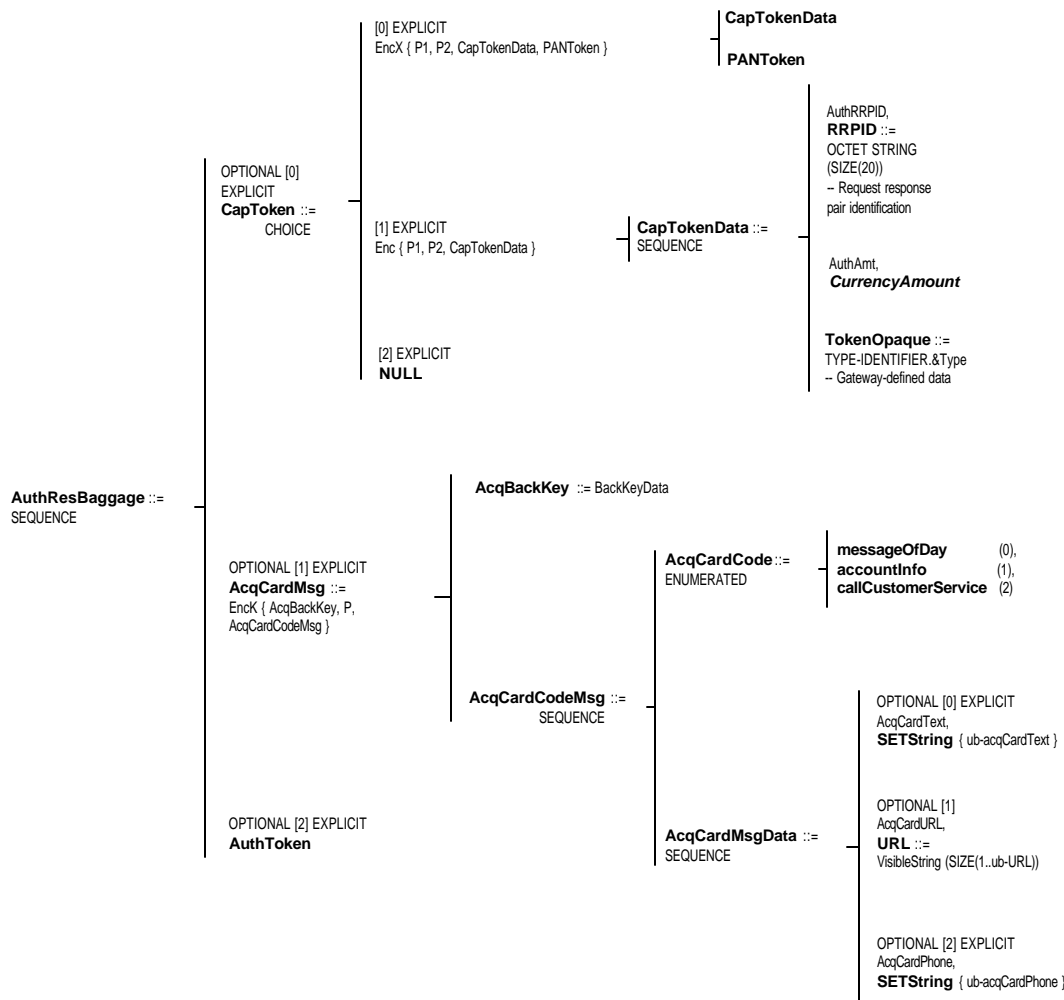 AuthResBaggage ::=
SEQUENCE
OPTIONAL [0]
EXPLICIT
CapToken ::=
CHOICE
[0] EXPLICIT
EncX { P1, P2, CapTokenData, PANToken }
CapTokenData
PANToken
[1] EXPLICIT
Enc { P1, P2, CapTokenData }
CapTokenData ::=
SEQUENCE
AuthRRPID,
RRPID ::=
OCTET STRING
(SIZE(20))
-- Request response
pair identification
AuthAmt,
CurrencyAmount
TokenOpaque ::=
TYPE-IDENTIFIER.&Type
-- Gateway-defined data
[2] EXPLICIT
NULL
OPTIONAL [1] EXPLICIT
AcqCardMsg ::=
EncK { AcqBackKey, P,
AcqCardCodeMsg }
AcqBackKey ::= BackKeyData
AcqCardCodeMsg ::=
SEQUENCE
AcqCardCode ::=
ENUMERATED
messageOfDay (0),
accountInfo (1),
callCustomerService (2)
AcqCardMsgData ::=
SEQUENCE
OPTIONAL [0] EXPLICIT
AcqCardText,
SETString { ub-acqCardText }
OPTIONAL [1]
AcqCardURL,
URL ::=
VisibleString (SIZE(1..ub-URL))
OPTIONAL [2] EXPLICIT
AcqCardPhone,
SETString { ub-acqCardPhone }
OPTIONAL [2] EXPLICIT
AuthToken